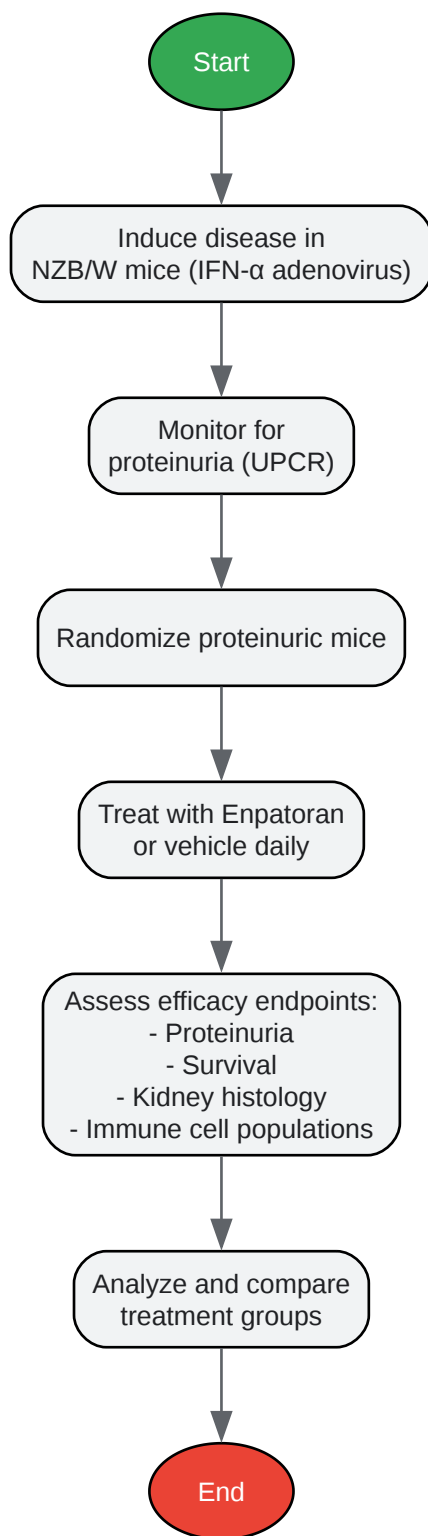 Start
Induce disease in
NZB/W mice (IFN-α adenovirus)
Monitor for
proteinuria (UPCR)
Randomize proteinuric mice
Treat with Enpatoran
or vehicle daily
Assess efficacy endpoints:
- Proteinuria
- Survival
- Kidney histology
- Immune cell populations
Analyze and compare
treatment groups
End